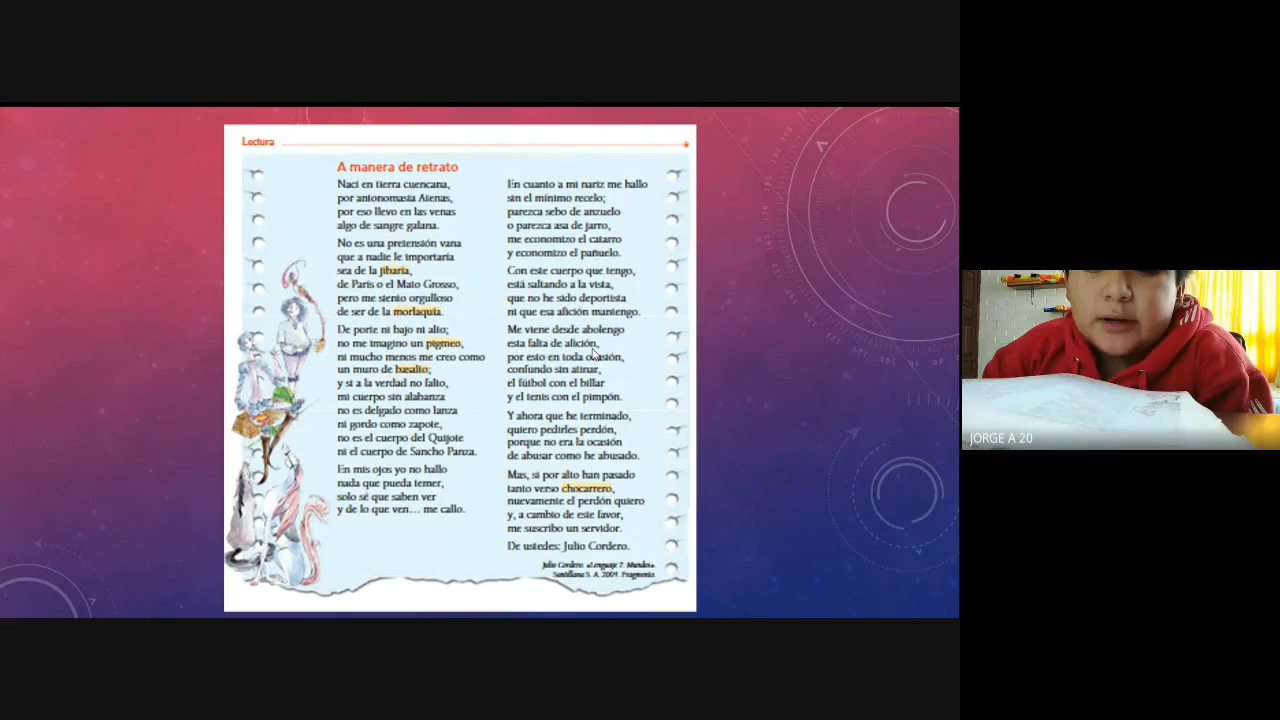 Lectura
A manera de retrato
Nací en tierra cuencana,
por antonomasia Atenas,
por eso llevo en las venas
algo de sangre galana.
No es una pretensión vana
que a nadie le importaría
sea de la jibaría,
de París o el Mato Grosso,
pero me siento orgulloso
de ser de la morlaquía.
De porte ni bajo ni alto;
no me imagino un pigmeo,
ni mucho menos me creo como
un muro de basalto;
y si a la verdad no falto,
mi cuerpo sin alabanza
no es delgado como lanza
ni gordo como zapote,
no es el cuerpo del Quijote
ni el cuerpo de Sancho Panza.
En mis ojos yo no hallo
nada que pueda temer,
solo sé que saben ver
y de lo que ven... me callo.
En cuanto a mi nariz me hallo
sin el mínimo recelo;
parezca sebo de anzuelo
o parezca asa de jarro,
me economizo el catarro
y economizo el pañuelo.
Con este cuerpo que tengo,
está saltando a la vista,
que no he sido deportista
ni que esa afición mantengo.
Me viene desde abolengo
esta falta de afición,
por esto en toda ocasión,
confundo sin atinar,
el fútbol con el billar
y el tenis con el pimpón.
Y ahora que he terminado,
quiero pedirles perdón,
porque no era la ocasión
de abusar como he abusado.
Mas, si por alto han pasado
tanto verso chocarrero,
nuevamente el perdón quiero
y, a cambio de este favor,
me suscribo un servidor.
De ustedes: Julio Cordero.
Julio Cordero. «Lenguaje 7. Mundos».
Santillana S. A. 2001. Fragmento.
JORGE A 20